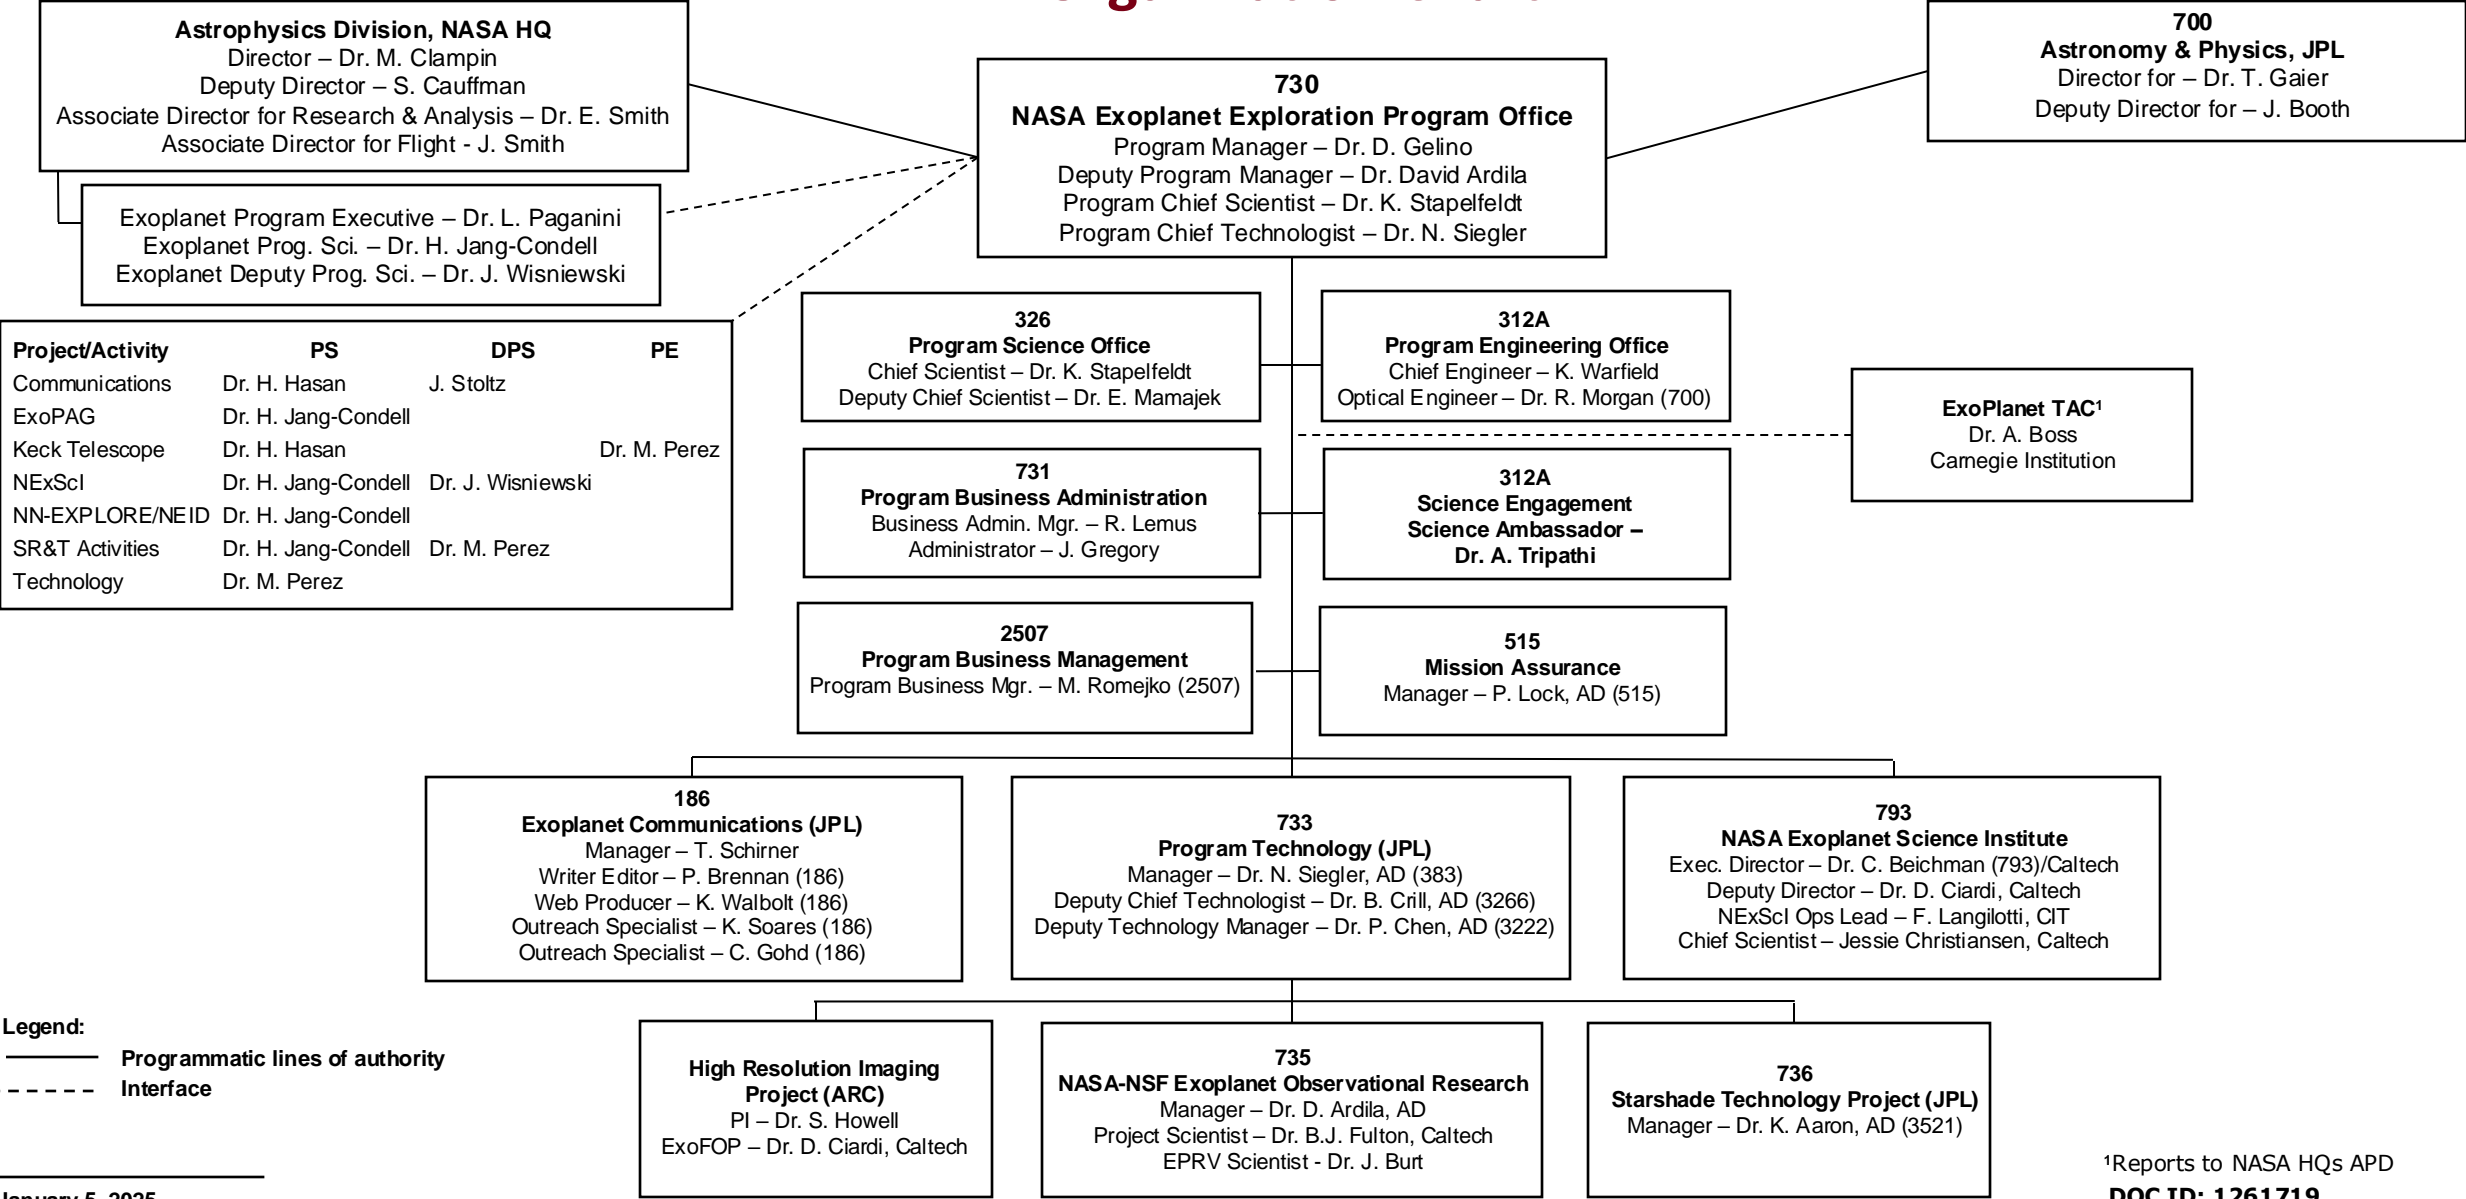 Astrophysics Division, NASA HQ
Director – Dr. M. Clampin
Deputy Director – S. Cauffman
Associate Director for Research & Analysis – Dr. E. Smith
Associate Director for Flight - J. Smith
Exoplanet Program Executive – Dr. L. Paganini
Exoplanet Prog. Sci. – Dr. H. Jang-Condell
Exoplanet Deputy Prog. Sci. – Dr. J. Wisniewski
730
NASA Exoplanet Exploration Program Office
Program Manager – Dr. D. Gelino
Deputy Program Manager – Dr. David Ardila
Program Chief Scientist – Dr. K. Stapelfeldt
Program Chief Technologist – Dr. N. Siegler
700
Astronomy & Physics, JPL
Director for – Dr. T. Gaier
Deputy Director for – J. Booth
Project/Activity PS DPS PE
Communications Dr. H. Hasan J. Stoltz
ExoPAG Dr. H. Jang-Condell
Keck Telescope Dr. H. Hasan Dr. M. Perez
NExScI Dr. H. Jang-Condell Dr. J. Wisniewski
NN-EXPLORE/NEID Dr. H. Jang-Condell
SR&T Activities Dr. H. Jang-Condell Dr. M. Perez
Technology Dr. M. Perez
326
Program Science Office
Chief Scientist – Dr. K. Stapelfeldt
Deputy Chief Scientist – Dr. E. Mamajek
312A
Program Engineering Office
Chief Engineer – K. Warfield
Optical Engineer – Dr. R. Morgan (700)
ExoPlanet TAC¹
Dr. A. Boss
Carnegie Institution
731
Program Business Administration
Business Admin. Mgr. – R. Lemus
Administrator – J. Gregory
312A
Science Engagement
Science Ambassador –
Dr. A. Tripathi
2507
Program Business Management
Program Business Mgr. – M. Romejko (2507)
515
Mission Assurance
Manager – P. Lock, AD (515)
186
Exoplanet Communications (JPL)
Manager – T. Schirner
Writer Editor – P. Brennan (186)
Web Producer – K. Walbolt (186)
Outreach Specialist – K. Soares (186)
Outreach Specialist – C. Gohd (186)
733
Program Technology (JPL)
Manager – Dr. N. Siegler, AD (383)
Deputy Chief Technologist – Dr. B. Crill, AD (3266)
Deputy Technology Manager – Dr. P. Chen, AD (3222)
793
NASA Exoplanet Science Institute
Exec. Director – Dr. C. Beichman (793)/Caltech
Deputy Director – Dr. D. Ciardi, Caltech
NExScI Ops Lead – F. Langilotti, CIT
Chief Scientist – Jessie Christiansen, Caltech
High Resolution Imaging
Project (ARC)
PI – Dr. S. Howell
ExoFOP – Dr. D. Ciardi, Caltech
735
NASA-NSF Exoplanet Observational Research
Manager – Dr. D. Ardila, AD
Project Scientist – Dr. B.J. Fulton, Caltech
EPRV Scientist - Dr. J. Burt
736
Starshade Technology Project (JPL)
Manager – Dr. K. Aaron, AD (3521)
Legend:
Programmatic lines of authority
Interface
January 5, 2025
¹Reports to NASA HQs APD
DOC ID: 1261719